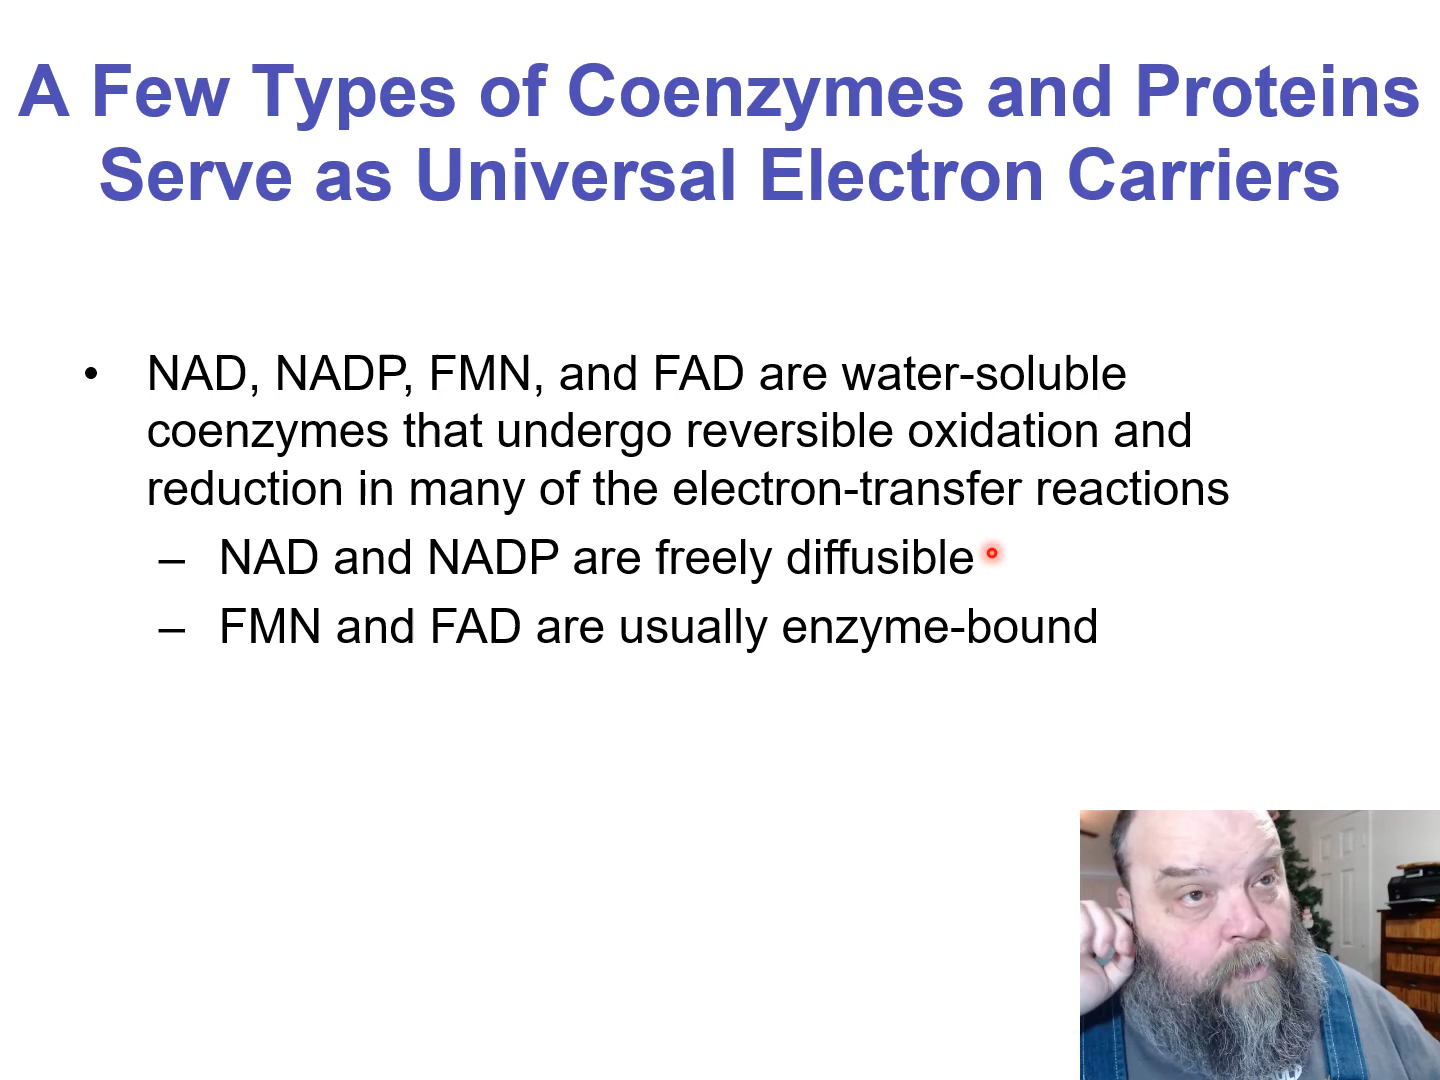 A Few Types of Coenzymes and Proteins
Serve as Universal Electron Carriers
• NAD, NADP, FMN, and FAD are water-soluble
coenzymes that undergo reversible oxidation and
reduction in many of the electron-transfer reactions
– NAD and NADP are freely diffusible
– FMN and FAD are usually enzyme-bound